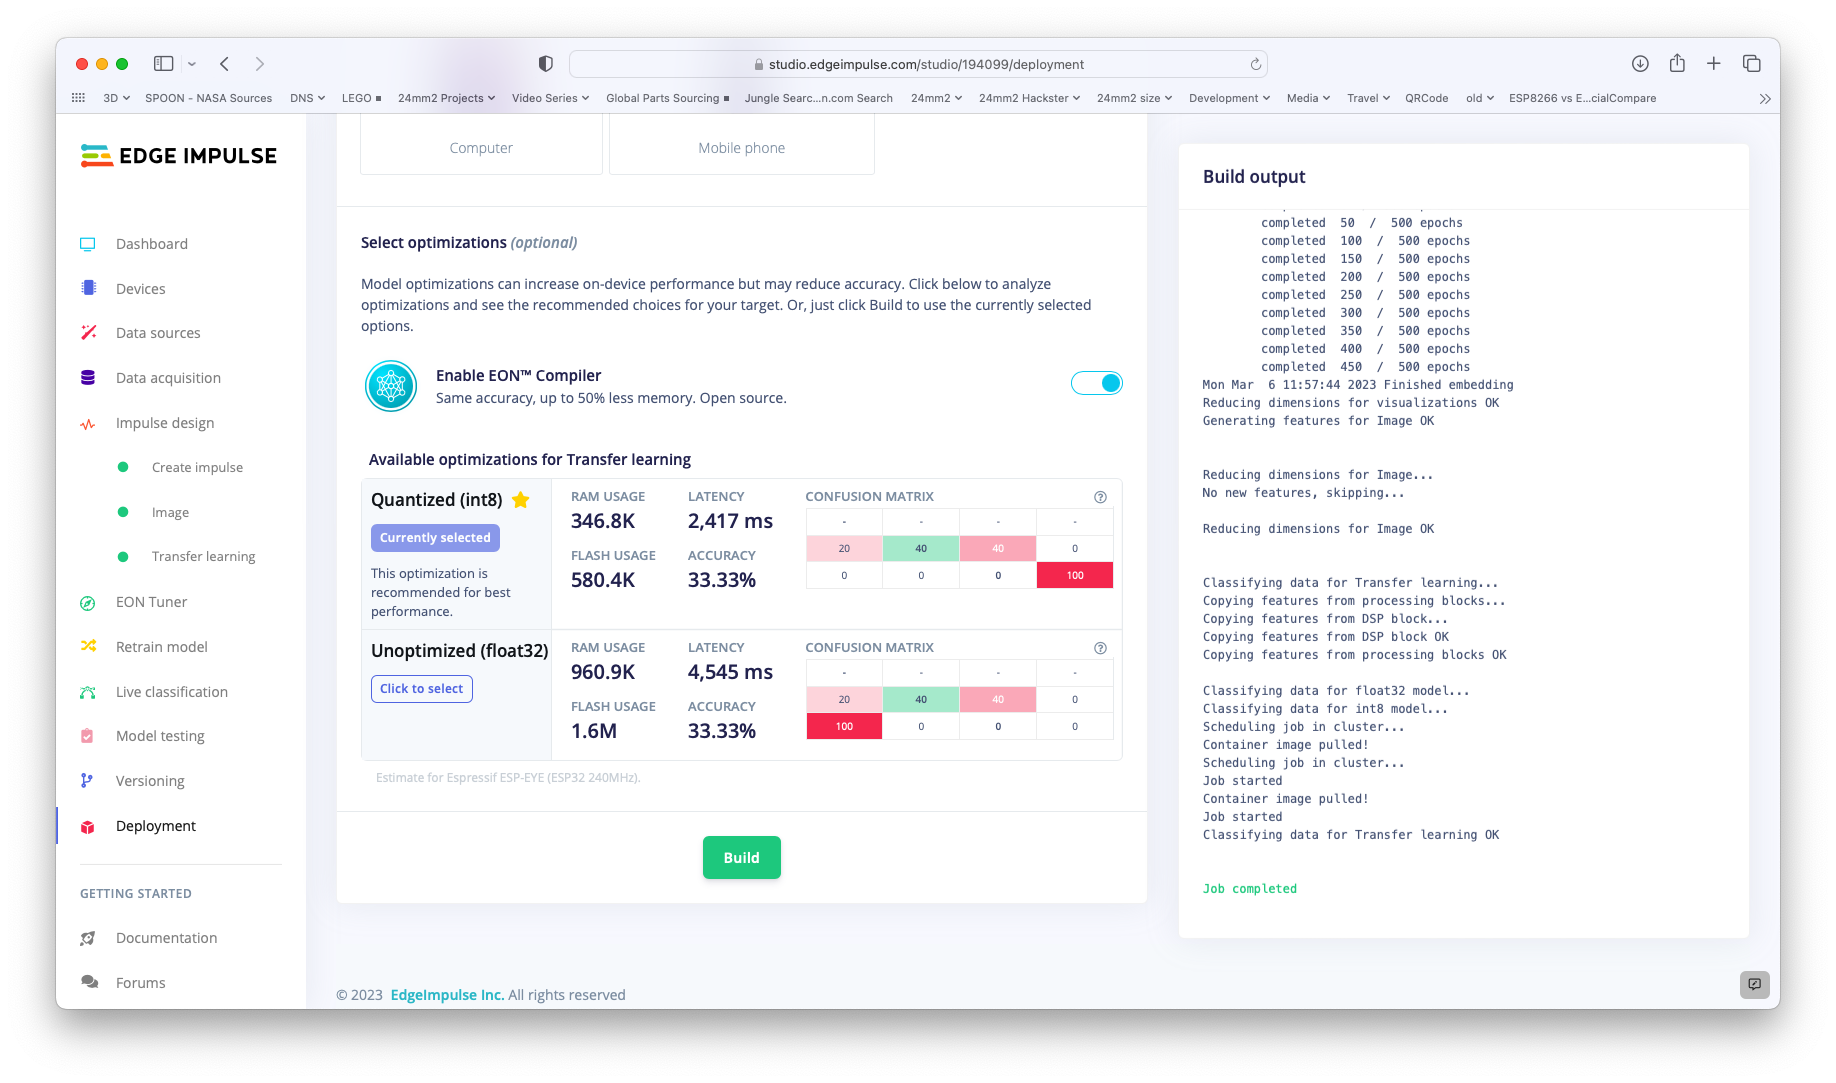 studio.edgeimpulse.com/studio/194099/deployment
3D SPOON - NASA Sources DNS LEGO 24mm2 Projects Video Series Global Parts Sourcing Jungle Searc...n.com Search 24mm2 24mm2 Hackster 24mm2 size Development Media Travel QRCode old ESP8266 vs E...cialCompare
EDGE IMPULSE
Dashboard
Devices
Data sources
Data acquisition
Impulse design
Create impulse
Image
Transfer learning
EON Tuner
Retrain model
Live classification
Model testing
Versioning
Deployment
GETTING STARTED
Documentation
Forums
Computer
Mobile phone
Select optimizations (optional)
Model optimizations can increase on-device performance but may reduce accuracy. Click below to analyze
optimizations and see the recommended choices for your target. Or, just click Build to use the currently selected
options.
Enable EON™ Compiler
Same accuracy, up to 50% less memory. Open source.
Available optimizations for Transfer learning
Quantized (int8)
Currently selected
This optimization is
recommended for best
performance.
RAM USAGE LATENCY CONFUSION MATRIX
346.8K 2,417 ms
FLASH USAGE ACCURACY
580.4K 33.33%
- - - -
20 40 40 0
0 0 0 100
Unoptimized (float32)
Click to select
RAM USAGE LATENCY CONFUSION MATRIX
960.9K 4,545 ms
FLASH USAGE ACCURACY
1.6M 33.33%
- - - -
20 40 40 0
100 0 0 0
Estimate for Espressif ESP-EYE (ESP32 240MHz).
Build
© 2023 EdgeImpulse Inc. All rights reserved
Build output
completed 50 / 500 epochs
completed 100 / 500 epochs
completed 150 / 500 epochs
completed 200 / 500 epochs
completed 250 / 500 epochs
completed 300 / 500 epochs
completed 350 / 500 epochs
completed 400 / 500 epochs
completed 450 / 500 epochs
Mon Mar 6 11:57:44 2023 Finished embedding
Reducing dimensions for visualizations OK
Generating features for Image OK
Reducing dimensions for Image...
No new features, skipping...
Reducing dimensions for Image OK
Classifying data for Transfer learning...
Copying features from processing blocks...
Copying features from DSP block...
Copying features from DSP block OK
Copying features from processing blocks OK
Classifying data for float32 model...
Classifying data for int8 model...
Scheduling job in cluster...
Container image pulled!
Scheduling job in cluster...
Job started
Container image pulled!
Job started
Classifying data for Transfer learning OK
Job completed